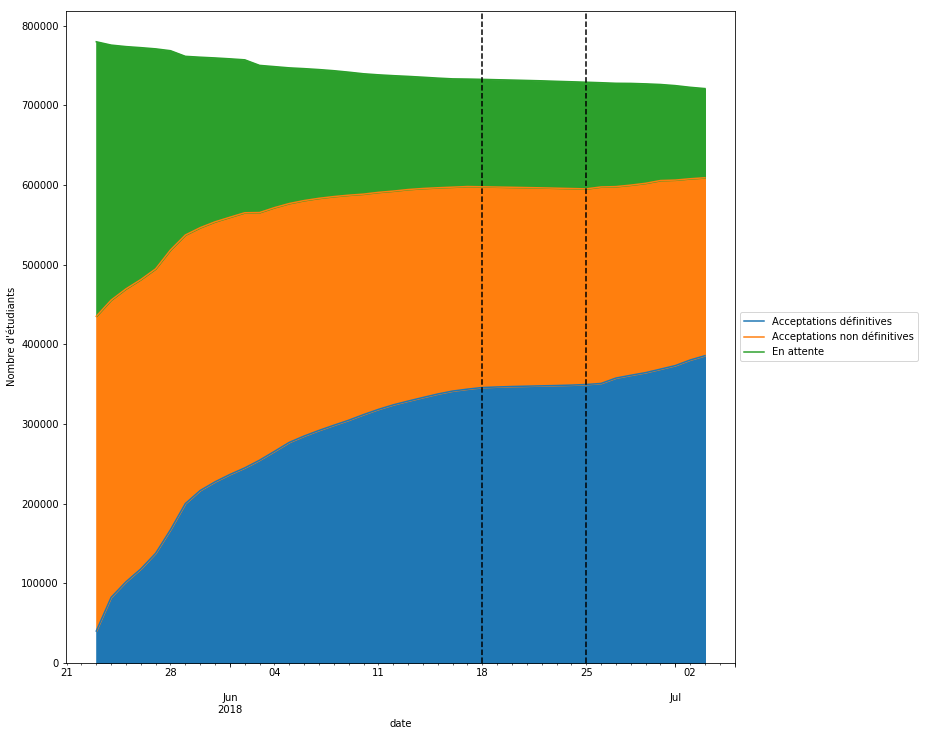 800000
700000
600000
500000
400000
300000
200000
100000
0
Nombre d'étudiants
21 28 04 11 18 25 02
Jun Jul
2018
date
Acceptations définitives
Acceptations non définitives
En attente